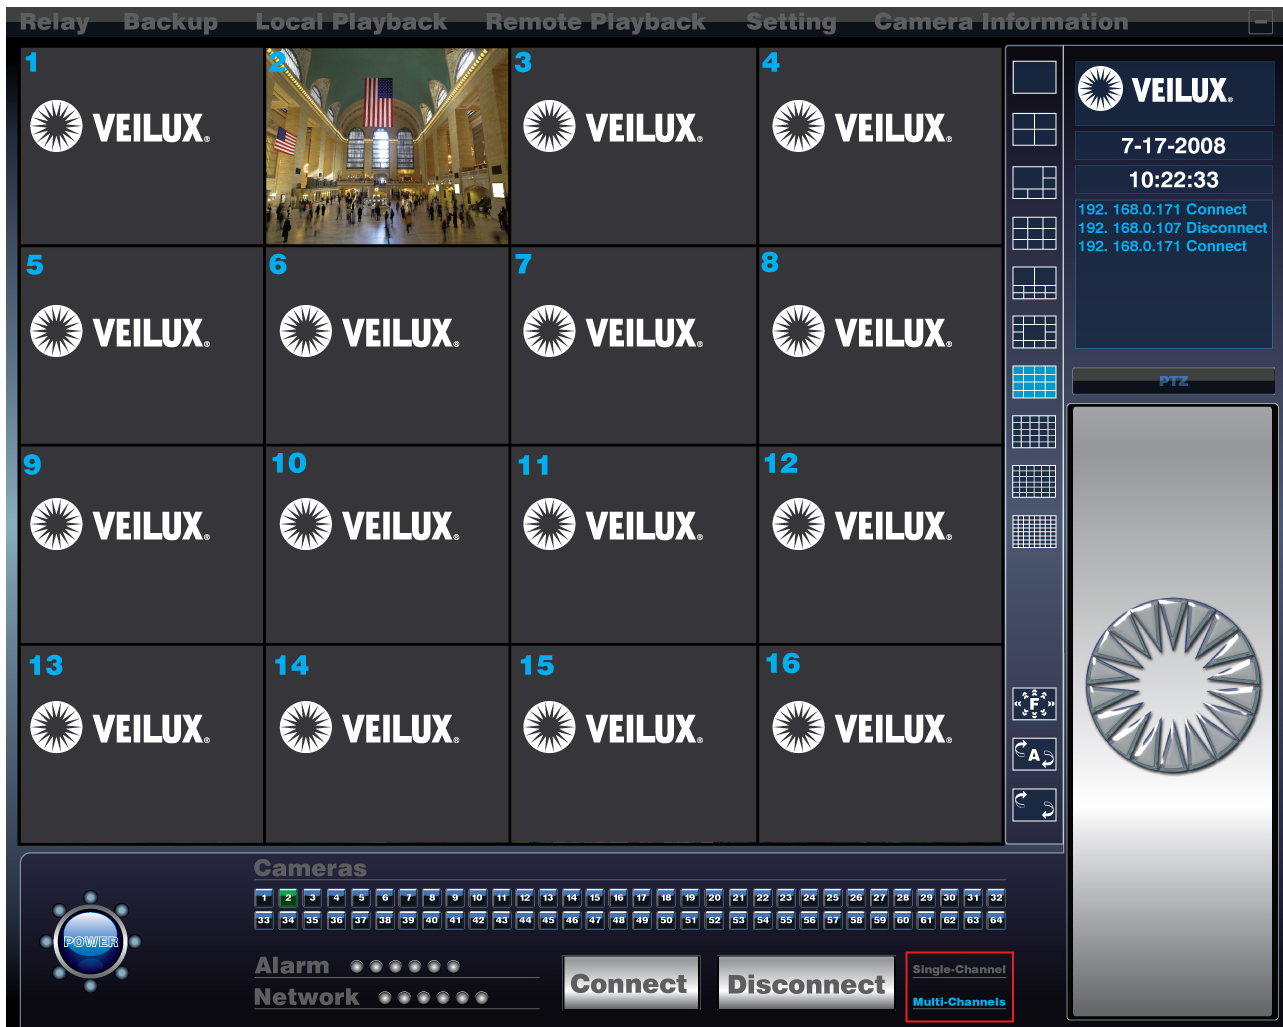 Relay Backup Local Playback Remote Playback Setting Camera Information
1 2 3 4
VEILUX® VEILUX® VEILUX®
5 6 7 8
VEILUX® VEILUX® VEILUX® VEILUX®
9 10 11 12
VEILUX® VEILUX® VEILUX® VEILUX®
13 14 15 16
VEILUX® VEILUX® VEILUX® VEILUX®
F
A
VEILUX®
7-17-2008
10:22:33
192. 168.0.171 Connect
192. 168.0.107 Disconnect
192. 168.0.171 Connect
PTZ
POWER
Cameras
1 2 3 4 5 6 7 8 9 10 11 12 13 14 15 16 17 18 19 20 21 22 23 24 25 26 27 28 29 30 31 32
33 34 35 36 37 38 39 40 41 42 43 44 45 46 47 48 49 50 51 52 53 54 55 56 57 58 59 60 61 62 63 64
Alarm
Network
Connect Disconnect
Single-Channel
Multi-Channels